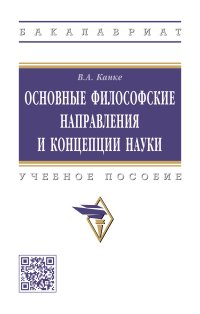 БАКАЛАВРИАТ
В.А. Канке
ОСНОВНЫЕ ФИЛОСОФСКИЕ
НАПРАВЛЕНИЯ
И КОНЦЕПЦИИ НАУКИ
УЧЕБНОЕ ПОСОБИЕ